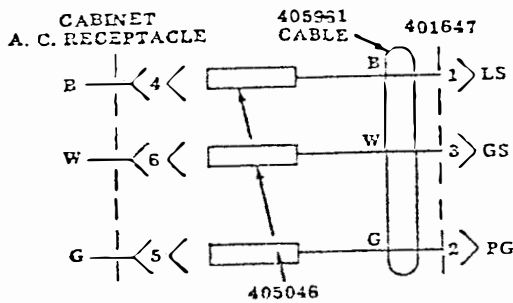 CABINET
A. C. RECEPTACLE
405961
CABLE
401647
B 4 B 1 LS
W 6 W 3 GS
G 5 G 2 PG
405046